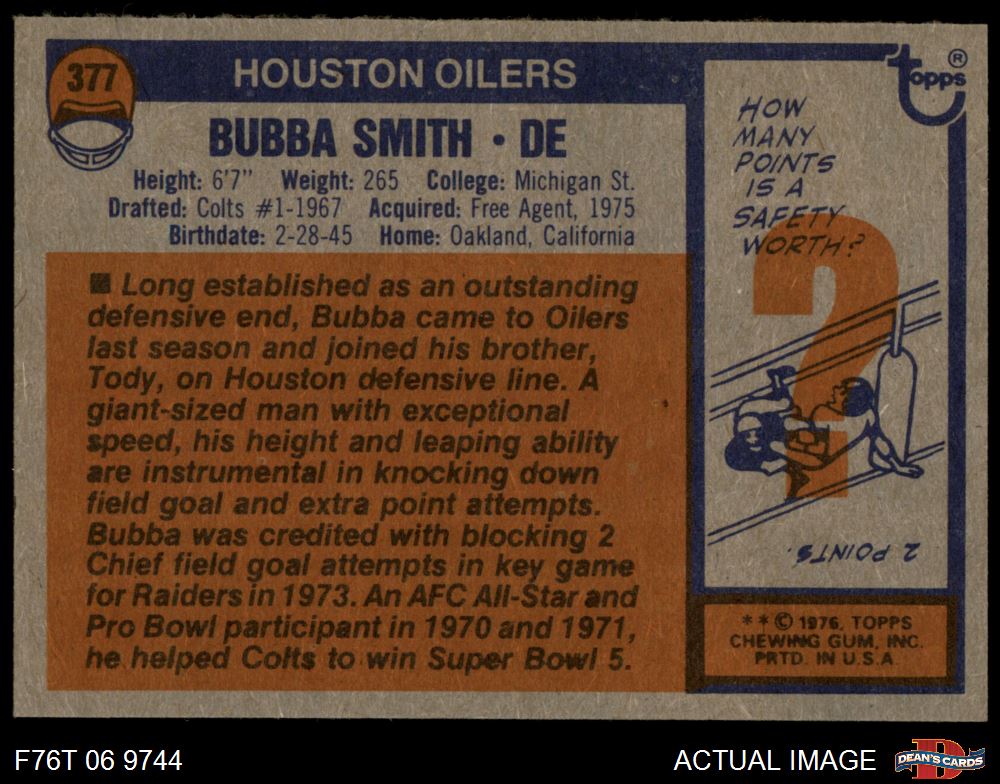 377
HOUSTON OILERS
BUBBA SMITH • DE
Height: 6'7" Weight: 265 College: Michigan St.
Drafted: Colts #1-1967 Acquired: Free Agent, 1975
Birthdate: 2-28-45 Home: Oakland, California
■ Long established as an outstanding
defensive end, Bubba came to Oilers
last season and joined his brother,
Tody, on Houston defensive line. A
giant-sized man with exceptional
speed, his height and leaping ability
are instrumental in knocking down
field goal and extra point attempts.
Bubba was credited with blocking 2
Chief field goal attempts in key game
for Raiders in 1973. An AFC All-Star and
Pro Bowl participant in 1970 and 1971,
he helped Colts to win Super Bowl 5.
topps®
HOW
MANY
POINTS
IS A
SAFETY
WORTH?
?
2 POINTS.
**© 1976, TOPPS
CHEWING GUM, INC.
PRTD. IN U.S.A.
F76T 06 9744
ACTUAL IMAGE
D
DEAN'S CARDS